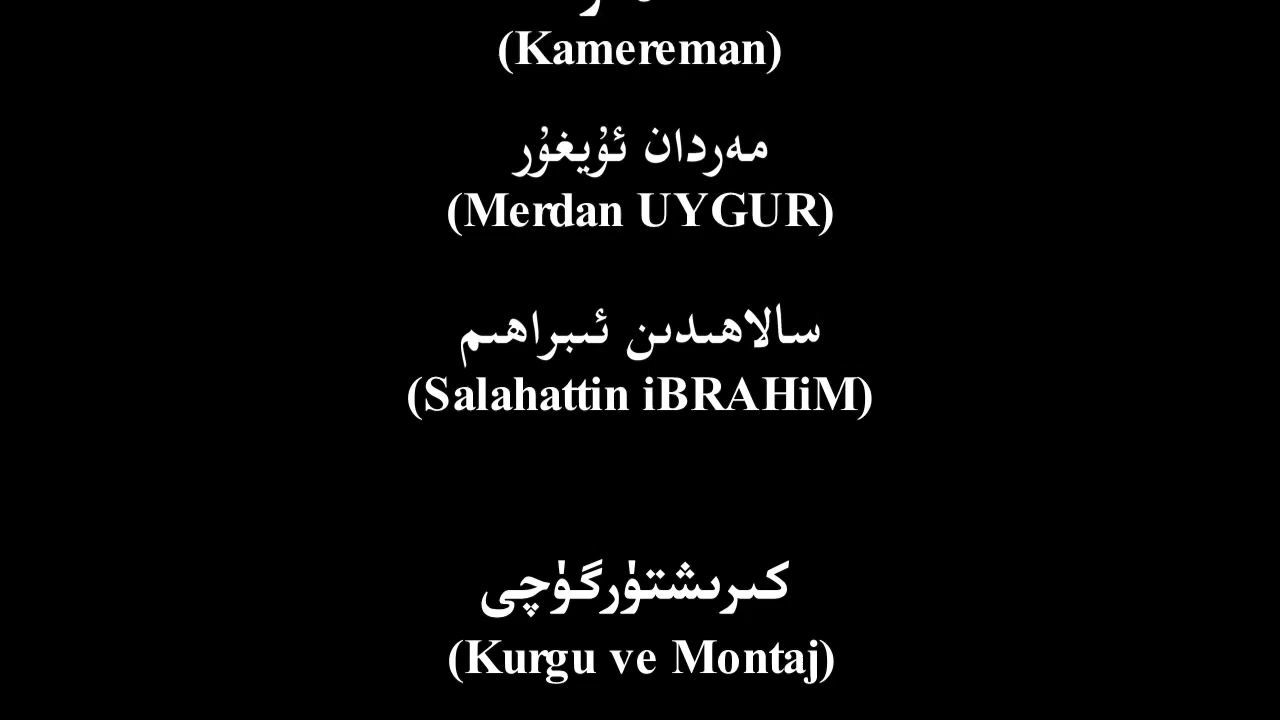 (Kamereman)
مەردان ئۇيغۇر
(Merdan UYGUR)
سالاھىدىن ئىبراھىم
(Salahattin iBRAHiM)
كىرىشتۈرگۈچى
(Kurgu ve Montaj)